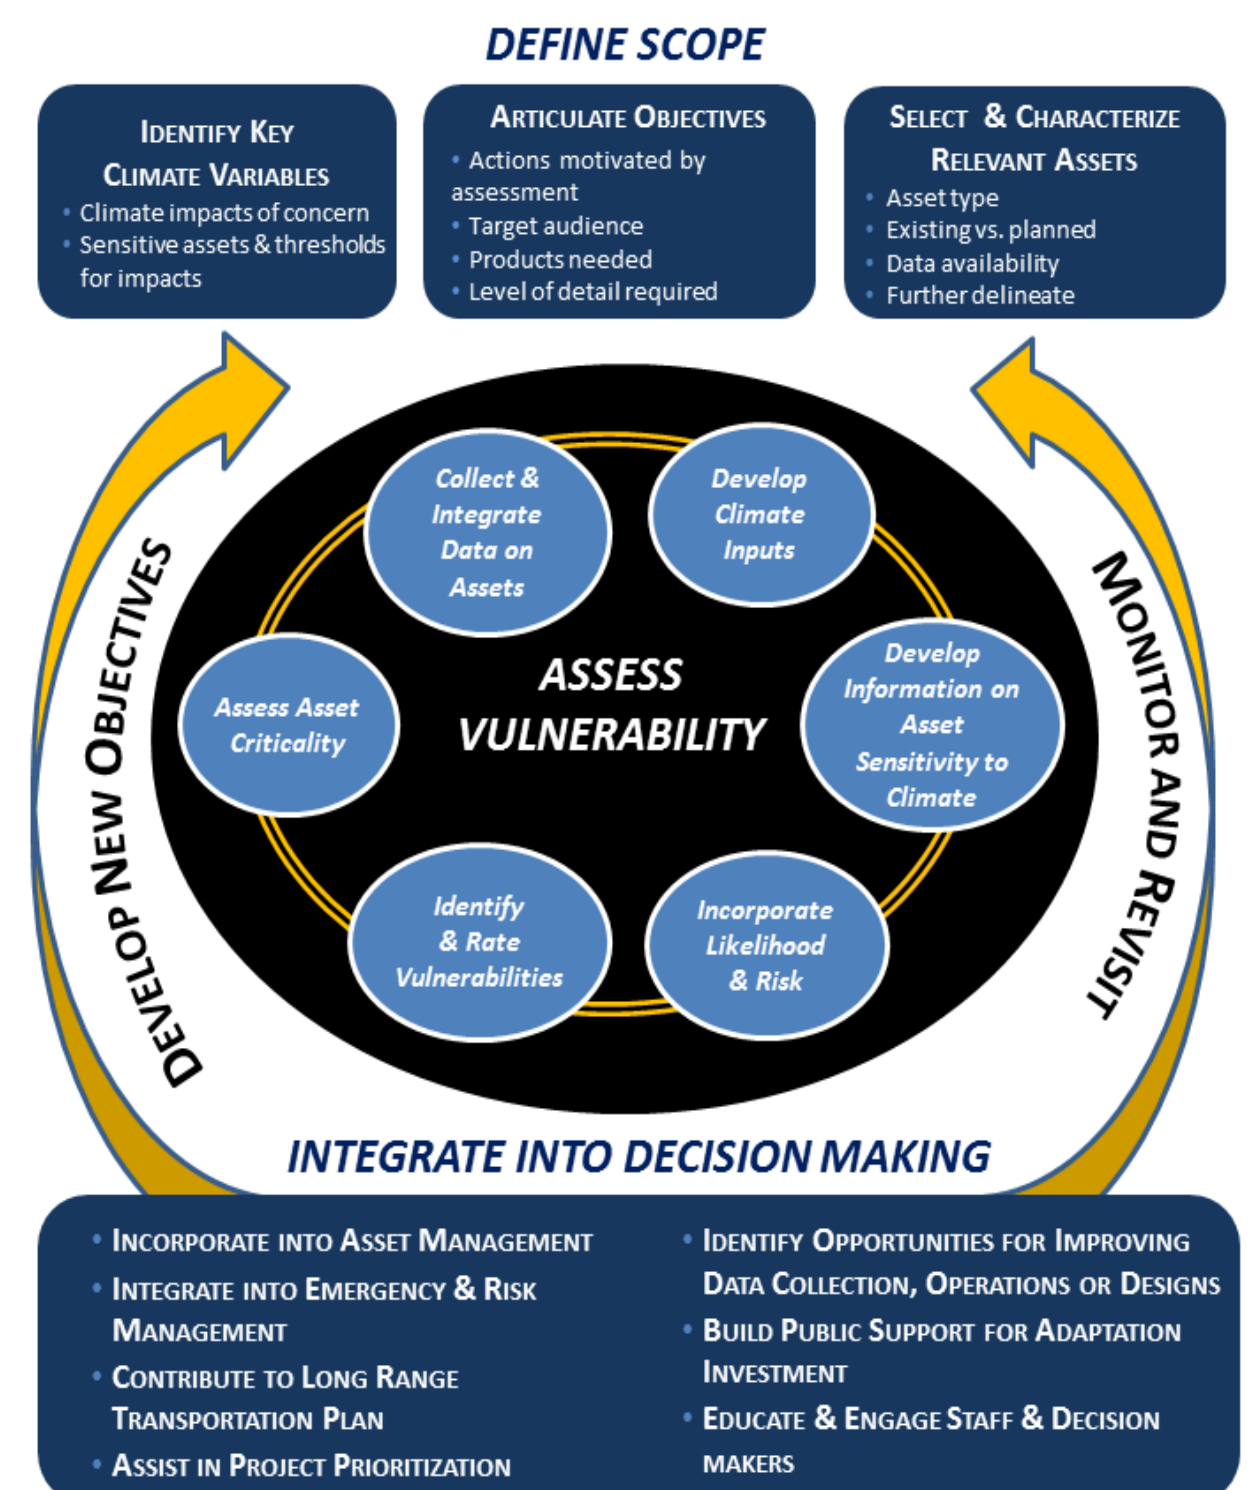 DEFINE SCOPE
IDENTIFY KEY
CLIMATE VARIABLES
• Climate impacts of concern
• Sensitive assets & thresholds
for impacts
ARTICULATE OBJECTIVES
• Actions motivated by
assessment
• Target audience
• Products needed
• Level of detail required
SELECT & CHARACTERIZE
RELEVANT ASSETS
• Asset type
• Existing vs. planned
• Data availability
• Further delineate
DEVELOP NEW OBJECTIVES
MONITOR AND REVISIT
Collect &
Integrate
Data on
Assets
Develop
Climate
Inputs
Assess Asset
Criticality
ASSESS
VULNERABILITY
Develop
Information on
Asset
Sensitivity to
Climate
Identify
& Rate
Vulnerabilities
Incorporate
Likelihood
& Risk
INTEGRATE INTO DECISION MAKING
• INCORPORATE INTO ASSET MANAGEMENT
• INTEGRATE INTO EMERGENCY & RISK
MANAGEMENT
• CONTRIBUTE TO LONG RANGE
TRANSPORTATION PLAN
• ASSIST IN PROJECT PRIORITIZATION
• IDENTIFY OPPORTUNITIES FOR IMPROVING
DATA COLLECTION, OPERATIONS OR DESIGNS
• BUILD PUBLIC SUPPORT FOR ADAPTATION
INVESTMENT
• EDUCATE & ENGAGE STAFF & DECISION
MAKERS